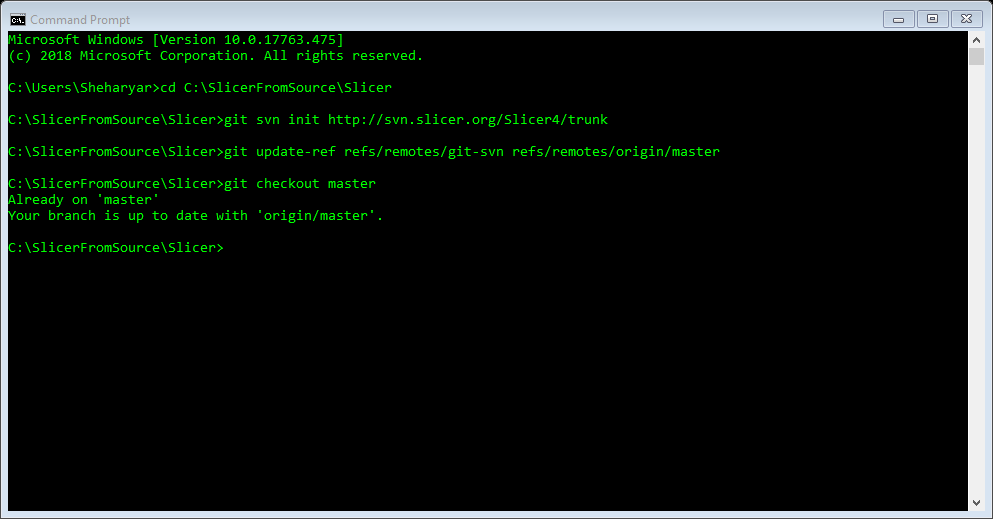 Command Prompt
Microsoft Windows [Version 10.0.17763.475]
(c) 2018 Microsoft Corporation. All rights reserved.
C:\Users\Sheharyar>cd C:\SlicerFromSource\Slicer
C:\SlicerFromSource\Slicer>git svn init http://svn.slicer.org/Slicer4/trunk
C:\SlicerFromSource\Slicer>git update-ref refs/remotes/git-svn refs/remotes/origin/master
C:\SlicerFromSource\Slicer>git checkout master
Already on 'master'
Your branch is up to date with 'origin/master'.
C:\SlicerFromSource\Slicer>